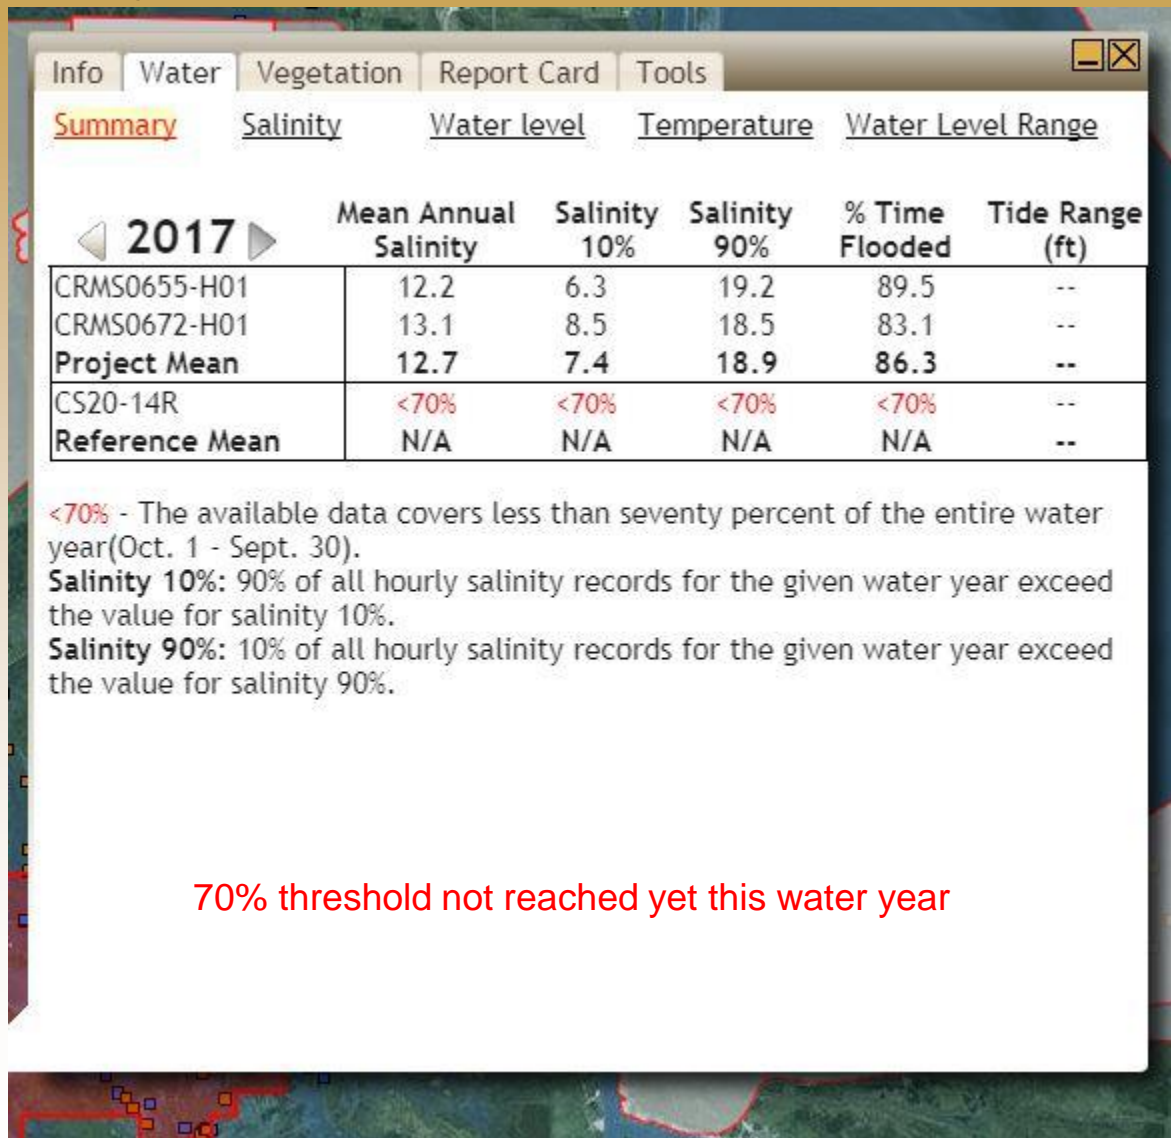 Info Water Vegetation Report Card Tools
Summary Salinity Water level Temperature Water Level Range
2017 Mean Annual Salinity Salinity 10% Salinity 90% % Time Flooded Tide Range (ft)
CRMS0655-H01 12.2 6.3 19.2 89.5 --
CRMS0672-H01 13.1 8.5 18.5 83.1 --
Project Mean 12.7 7.4 18.9 86.3 --
CS20-14R <70% <70% <70% <70% --
Reference Mean N/A N/A N/A N/A --
<70% - The available data covers less than seventy percent of the entire water
year(Oct. 1 - Sept. 30).
Salinity 10%: 90% of all hourly salinity records for the given water year exceed
the value for salinity 10%.
Salinity 90%: 10% of all hourly salinity records for the given water year exceed
the value for salinity 90%.
70% threshold not reached yet this water year